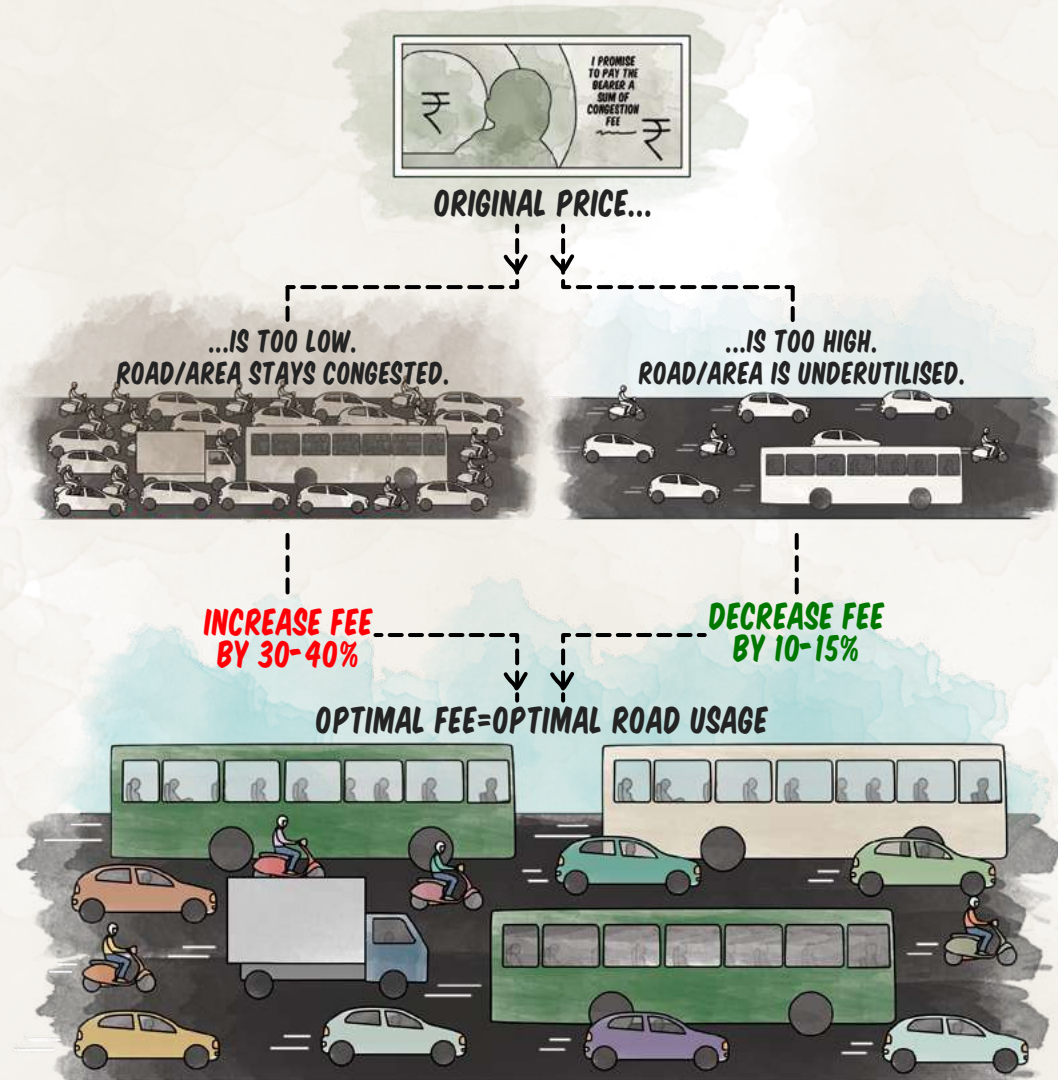 ₹
I PROMISE
TO PAY THE
BEARER A
SUM OF
CONGESTION
FEE
₹
ORIGINAL PRICE...
...IS TOO LOW.
ROAD/AREA STAYS CONGESTED.
...IS TOO HIGH.
ROAD/AREA IS UNDERUTILISED.
INCREASE FEE
BY 30-40%
DECREASE FEE
BY 10-15%
OPTIMAL FEE=OPTIMAL ROAD USAGE